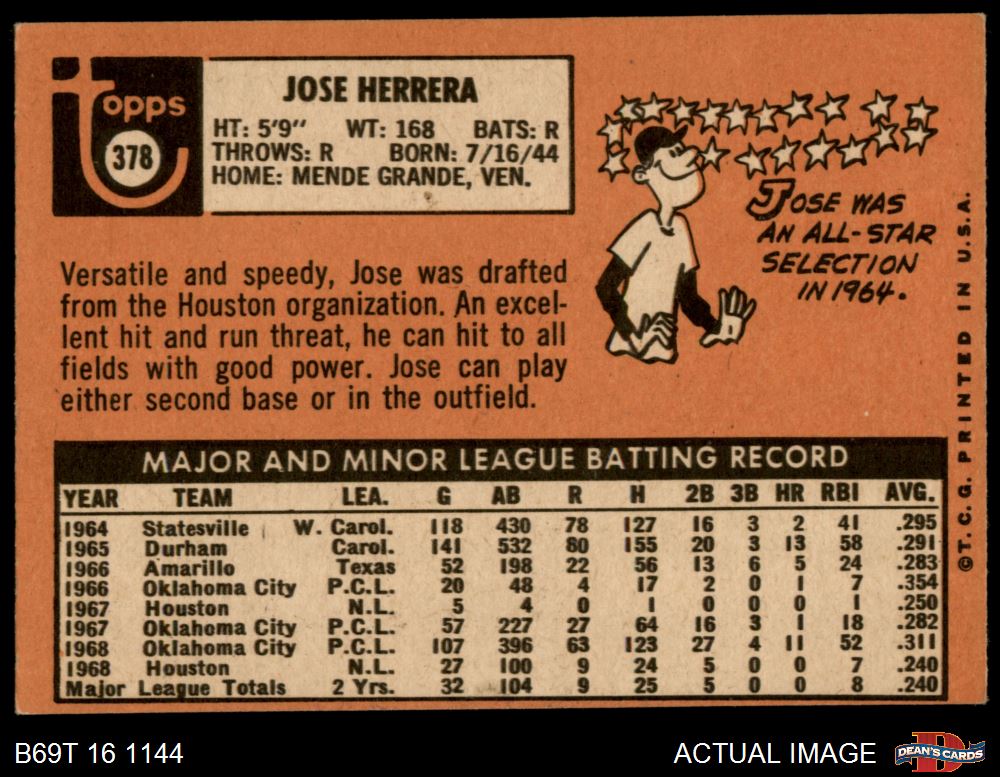 Topps
378
JOSE HERRERA
HT: 5'9" WT: 168 BATS: R
THROWS: R BORN: 7/16/44
HOME: MENDE GRANDE, VEN.
JOSE WAS
AN ALL-STAR
SELECTION
IN 1964.
Versatile and speedy, Jose was drafted
from the Houston organization. An excel-
lent hit and run threat, he can hit to all
fields with good power. Jose can play
either second base or in the outfield.
©T. C. G. PRINTED IN U.S.A.
MAJOR AND MINOR LEAGUE BATTING RECORD
YEAR TEAM LEA. G AB R H 2B 3B HR RBI AVG.
1964 Statesville W. Carol. 118 430 78 127 16 3 2 41 .295
1965 Durham Carol. 141 532 80 155 20 3 13 58 .291
1966 Amarillo Texas 52 198 22 56 13 6 5 24 .283
1966 Oklahoma City P.C.L. 20 48 4 17 2 0 1 7 .354
1967 Houston N.L. 5 4 0 1 0 0 0 1 .250
1967 Oklahoma City P.C.L. 57 227 27 64 16 3 1 18 .282
1968 Oklahoma City P.C.L. 107 396 63 123 27 4 11 52 .311
1968 Houston N.L. 27 100 9 24 5 0 0 7 .240
Major League Totals 2 Yrs. 32 104 9 25 5 0 0 8 .240
B69T 16 1144
ACTUAL IMAGE
DEAN'S CARDS